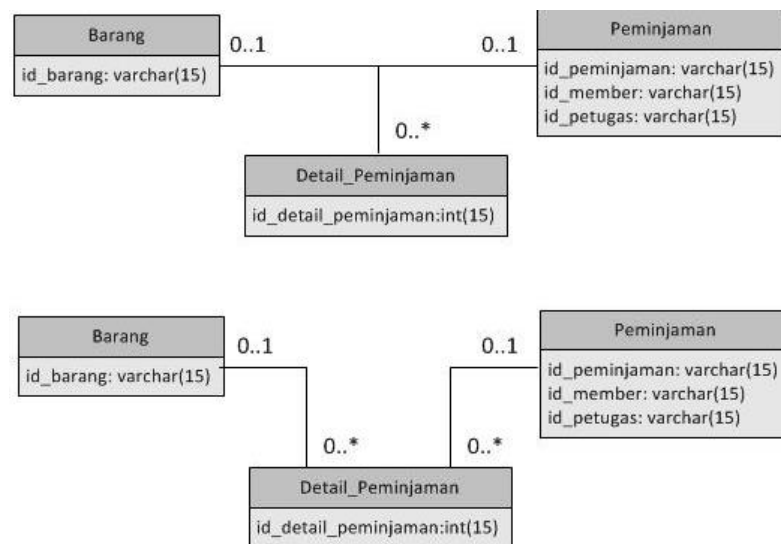 Barang
id_barang: varchar(15)
0..1
0..1
Peminjaman
id_peminjaman: varchar(15)
id_member: varchar(15)
id_petugas: varchar(15)
0..*
Detail_Peminjaman
id_detail_peminjaman:int(15)
Barang
id_barang: varchar(15)
0..1
0..1
Peminjaman
id_peminjaman: varchar(15)
id_member: varchar(15)
id_petugas: varchar(15)
0..*
0..*
Detail_Peminjaman
id_detail_peminjaman:int(15)